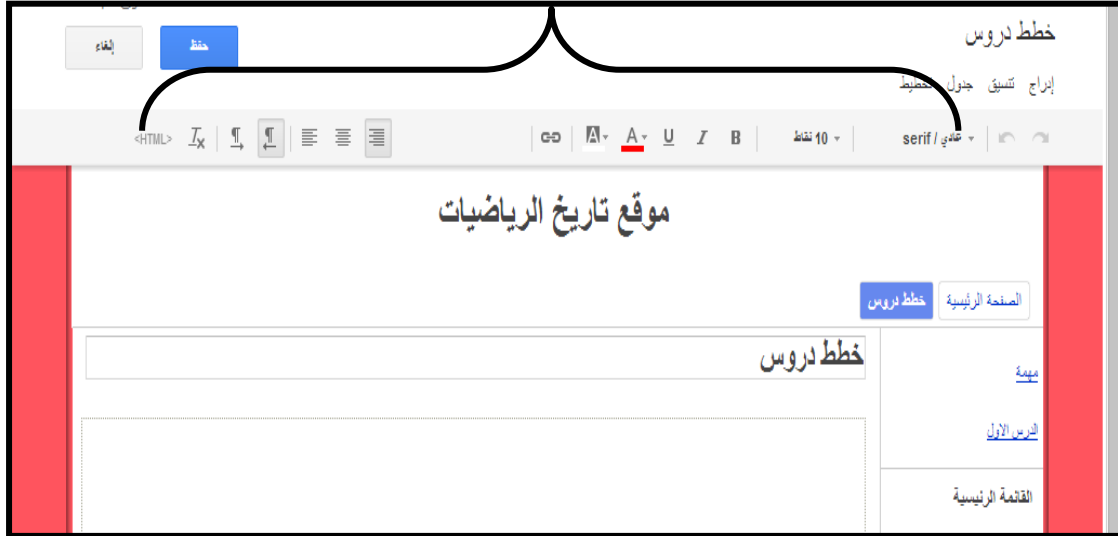 خطط دروس
حفظ
إلغاء
إدراج تنسيق جدول تخطيط
عادي / serif
10 نقاط
B I U A A
<HTML>
موقع تاريخ الرياضيات
الصفحة الرئيسية
خطط دروس
خطط دروس
مهمة
الدرس الاول
القائمة الرئيسية